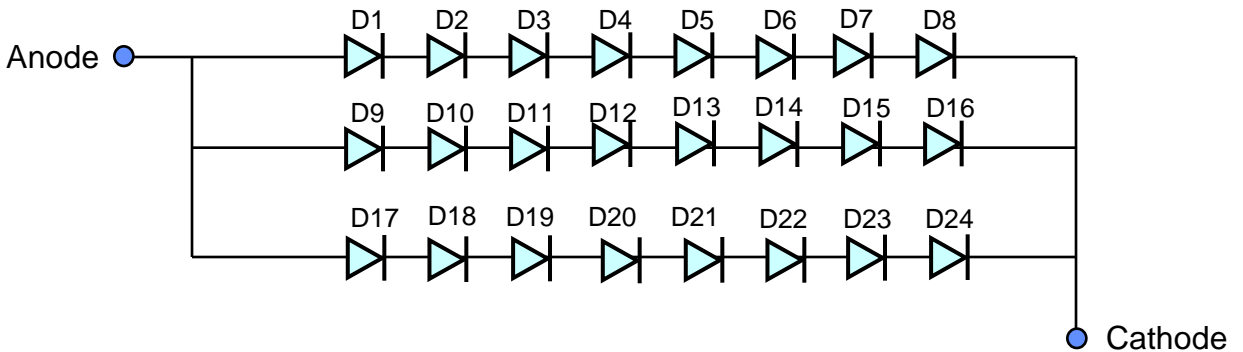 D1 D2 D3 D4 D5 D6 D7 D8
Anode
D9 D10 D11 D12 D13 D14 D15 D16
D17 D18 D19 D20 D21 D22 D23 D24
Cathode